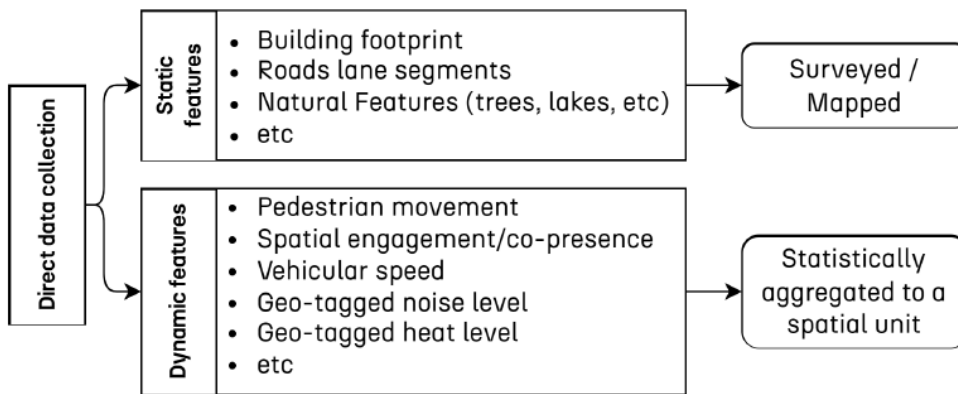 Direct data collection
Static
features
• Building footprint
• Roads lane segments
• Natural Features (trees, lakes, etc)
• etc
Surveyed /
Mapped
Dynamic features
• Pedestrian movement
• Spatial engagement/co-presence
• Vehicular speed
• Geo-tagged noise level
• Geo-tagged heat level
• etc
Statistically
aggregated to a
spatial unit